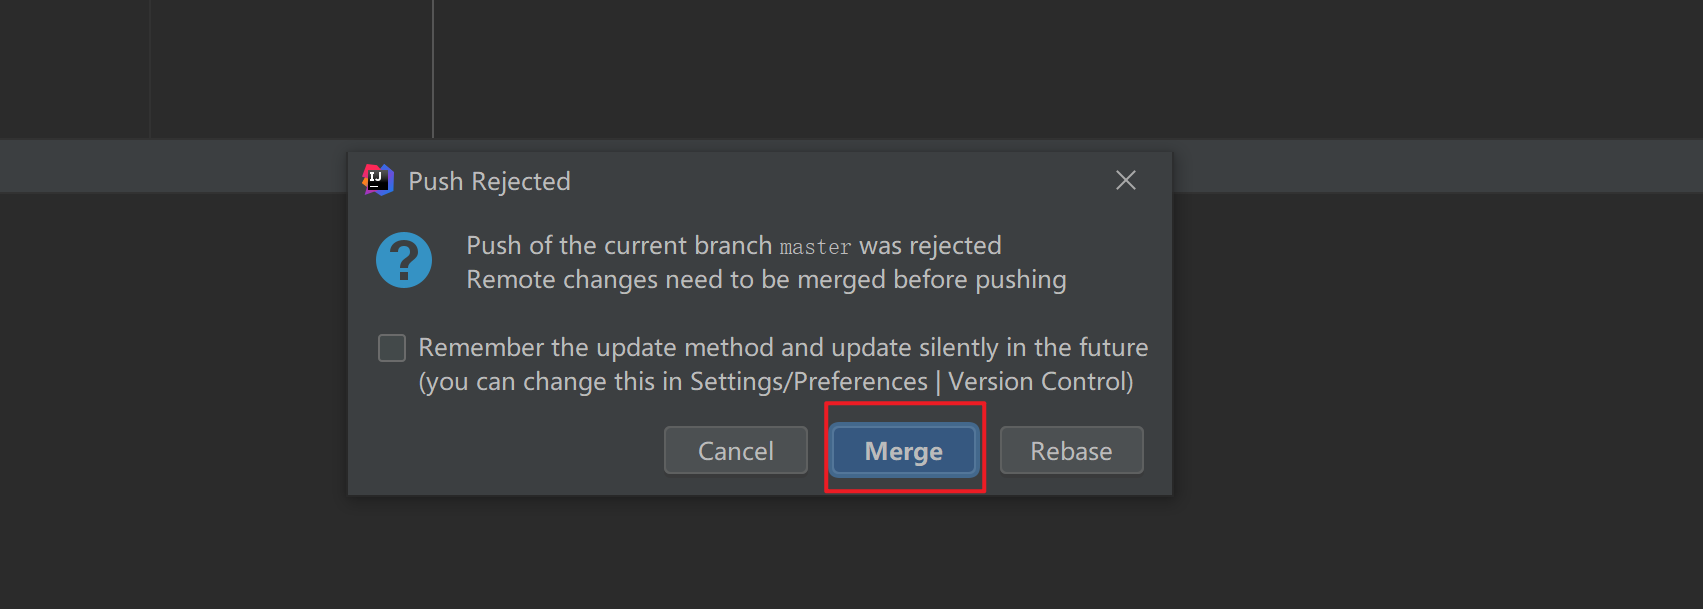 IJ
Push Rejected
Push of the current branch master was rejected
Remote changes need to be merged before pushing
Remember the update method and update silently in the future
(you can change this in Settings/Preferences | Version Control)
Cancel
Merge
Rebase